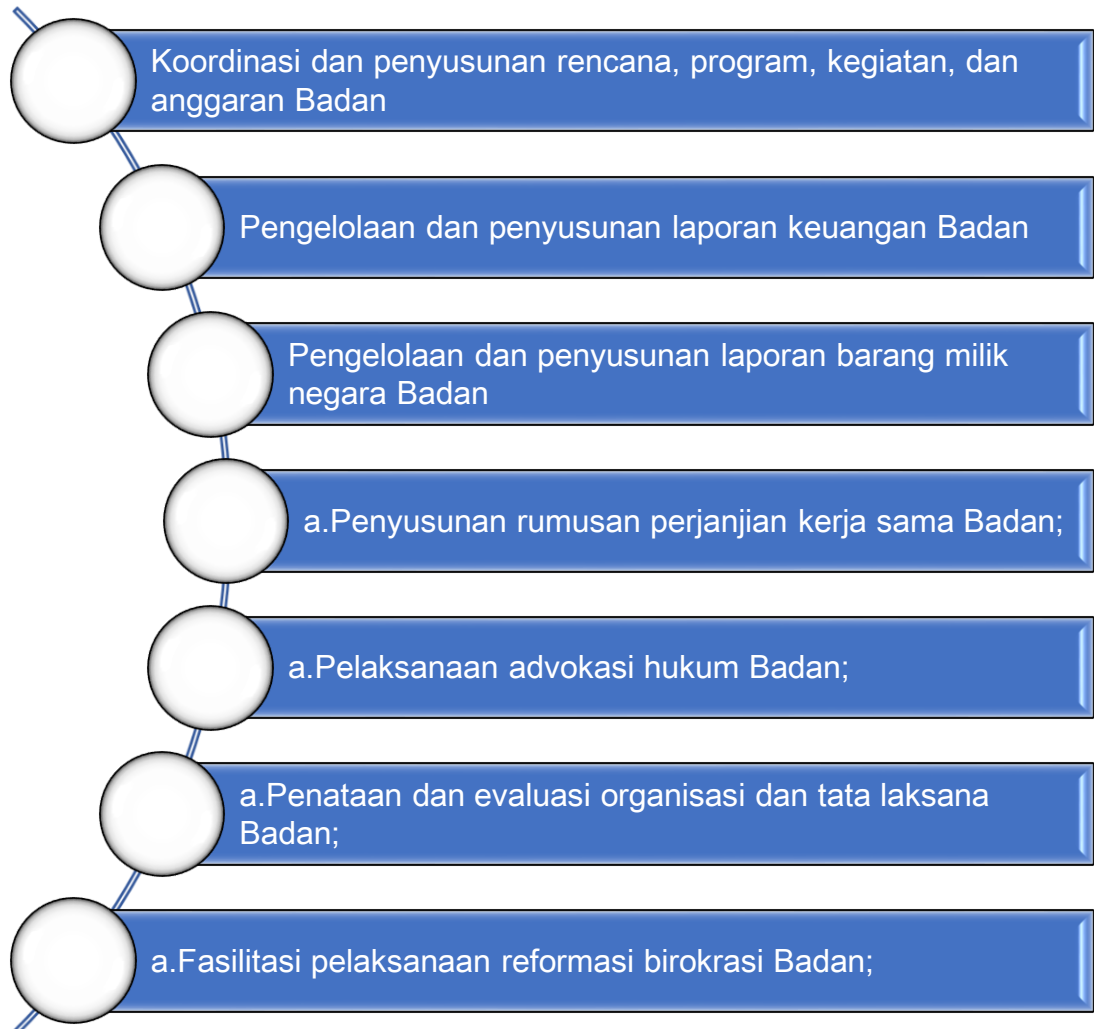 Koordinasi dan penyusunan rencana, program, kegiatan, dan
anggaran Badan
Pengelolaan dan penyusunan laporan keuangan Badan
Pengelolaan dan penyusunan laporan barang milik
negara Badan
a.Penyusunan rumusan perjanjian kerja sama Badan;
a.Pelaksanaan advokasi hukum Badan;
a.Penataan dan evaluasi organisasi dan tata laksana
Badan;
a.Fasilitasi pelaksanaan reformasi birokrasi Badan;